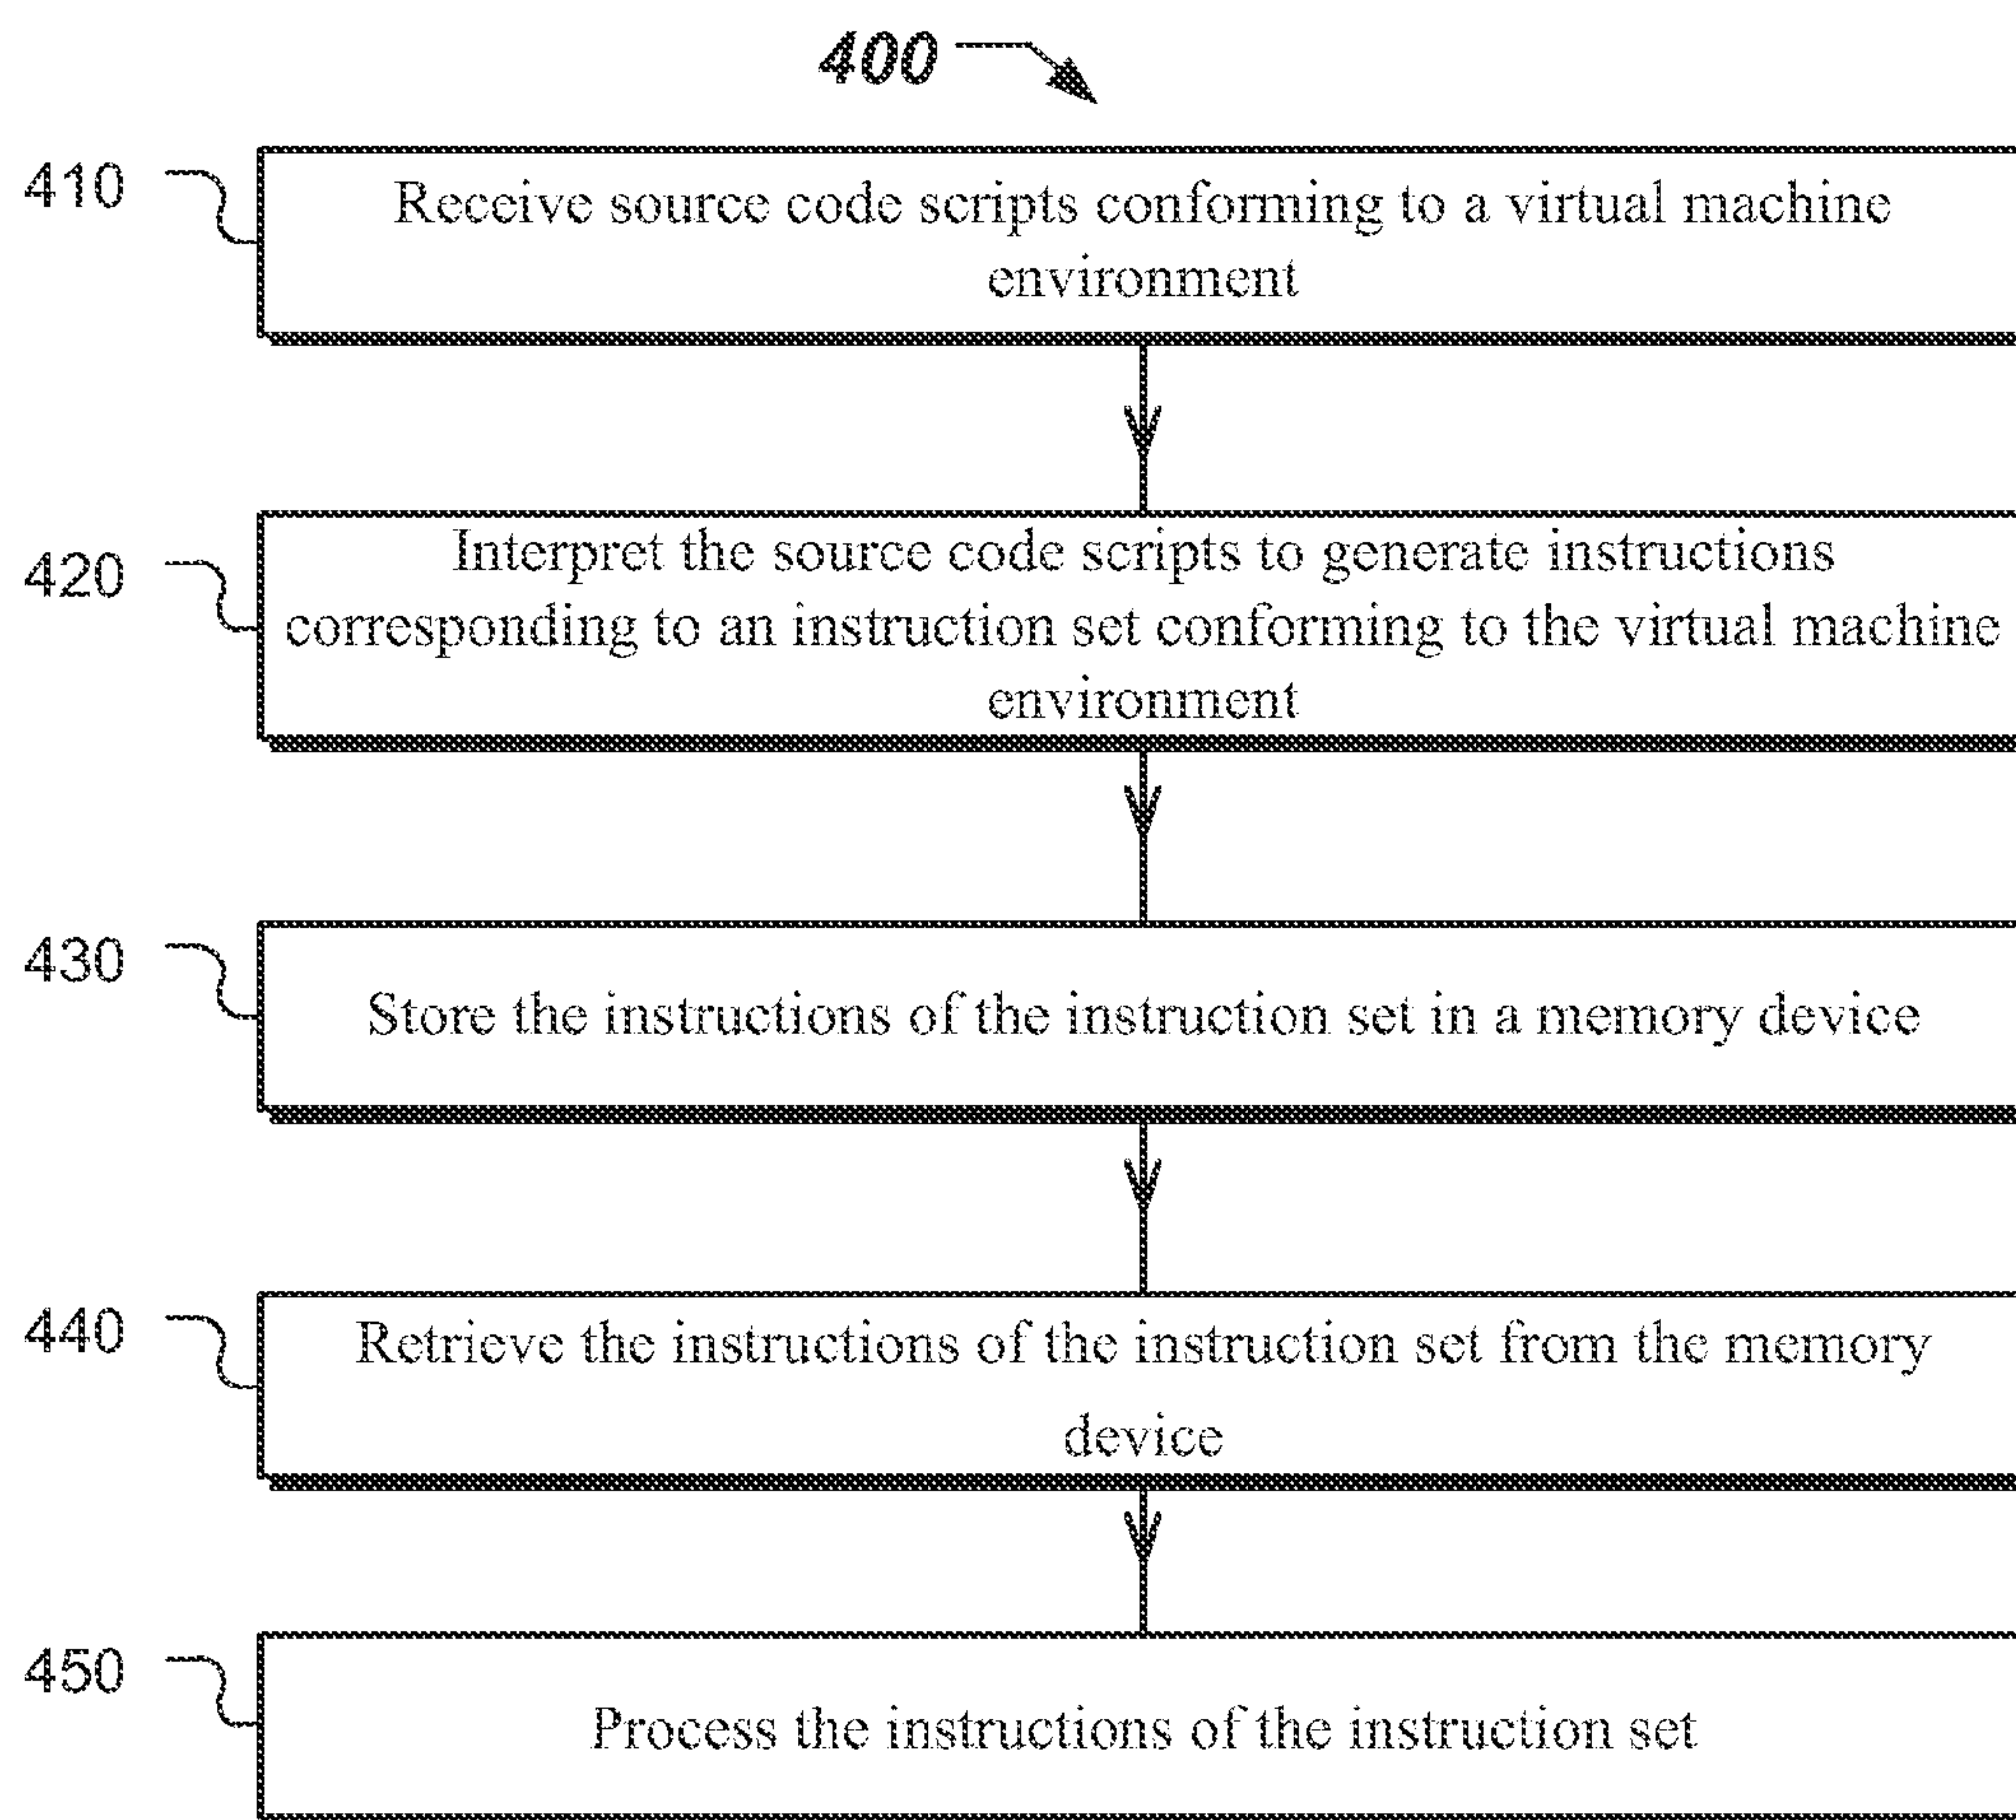 400
410
Receive source code scripts conforming to a virtual machine
environment
420
Interpret the source code scripts to generate instructions
corresponding to an instruction set conforming to the virtual machine
environment
430
Store the instructions of the instruction set in a memory device
440
Retrieve the instructions of the instruction set from the memory
device
450
Process the instructions of the instruction set